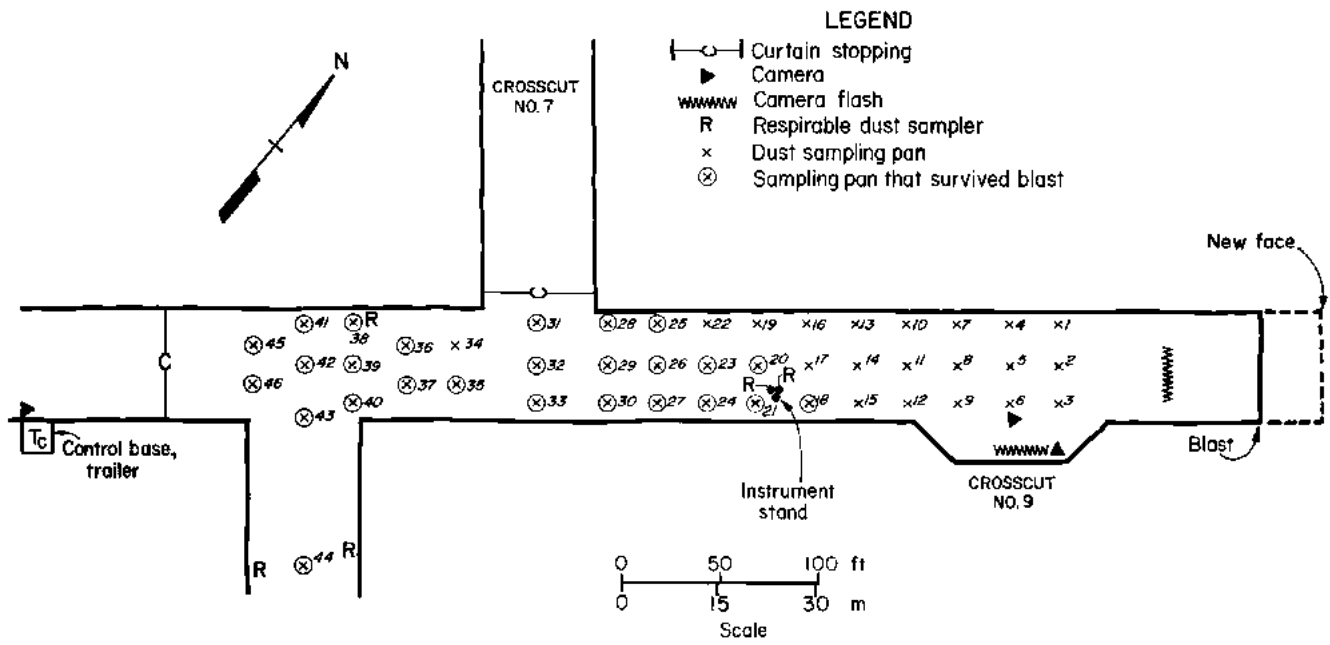 LEGEND
Curtain stopping
Camera
Camera flash
R Respirable dust sampler
× Dust sampling pan
Sampling pan that survived blast
N
CROSSCUT
NO. 7
New face
C
41 R 31 28 25 22 19 16 13 10 7 4 1
38
45 36 34
42 39 32 29 26 23 20 17 14 11 8 5 2
46 37 35 R R
43 40 33 30 27 24 21 18 15 12 9 6 3
C
Tc
Control base,
trailer
Blast
Instrument
stand
CROSSCUT
NO. 9
R 44 R
0 50 100 ft
0 15 30 m
Scale